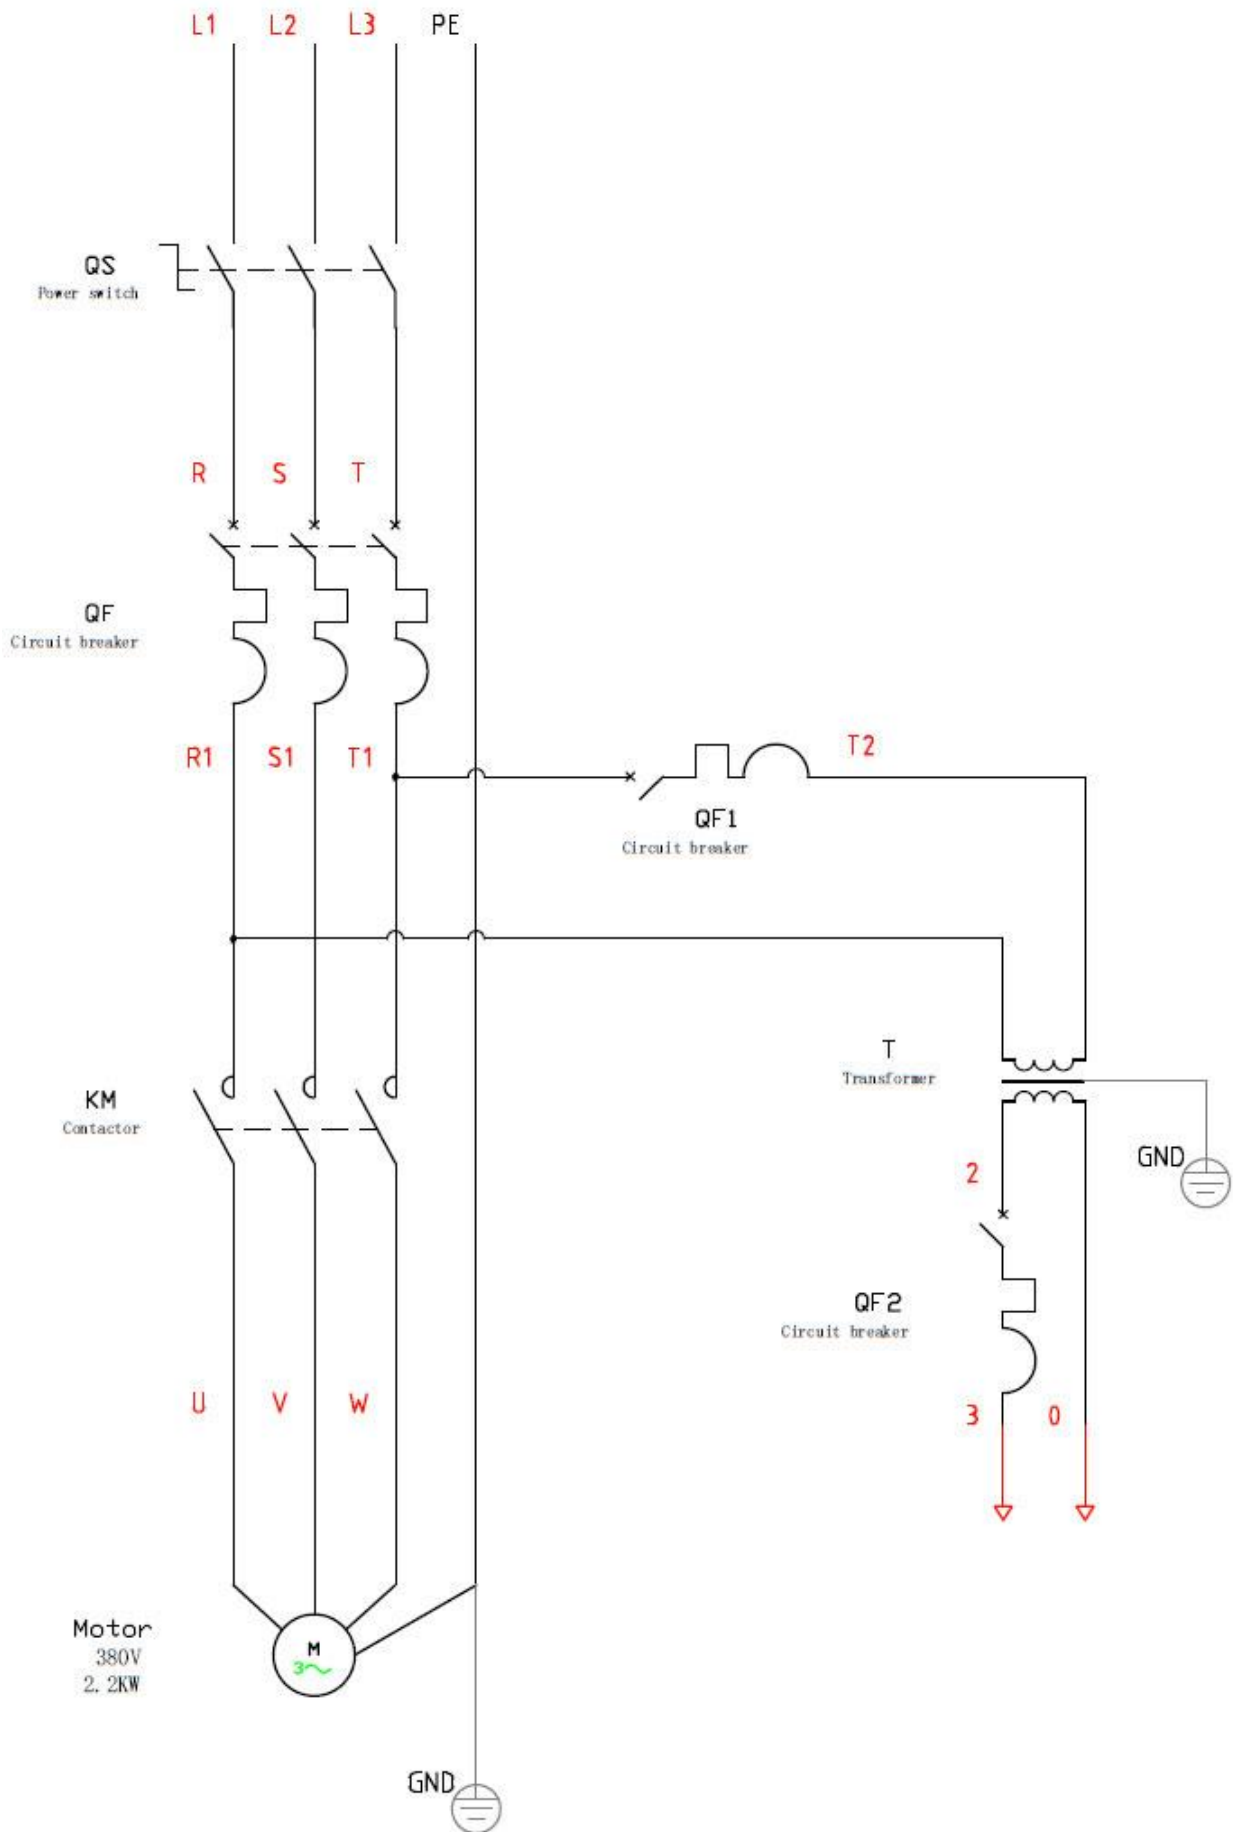 L1 L2 L3 PE
QS
Power switch
R S T
QF
Circuit breaker
R1 S1 T1
T2
QF1
Circuit breaker
T
Transformer
KM
Contactor
GND
2
QF2
Circuit breaker
U V W
3 0
Motor
380V
2.2KW
M
3~
GND